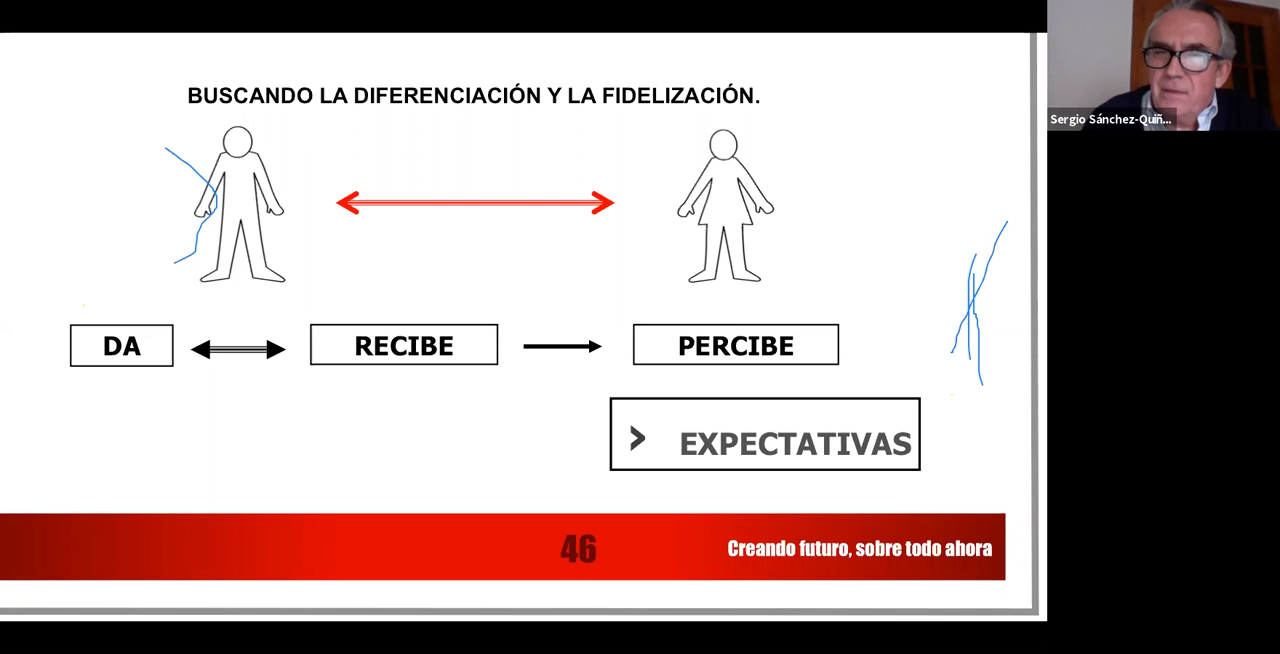 BUSCANDO LA DIFERENCIACIÓN Y LA FIDELIZACIÓN.
Sergio Sánchez-Quiñ...
DA
RECIBE
PERCIBE
> EXPECTATIVAS
46
Creando futuro, sobre todo ahora